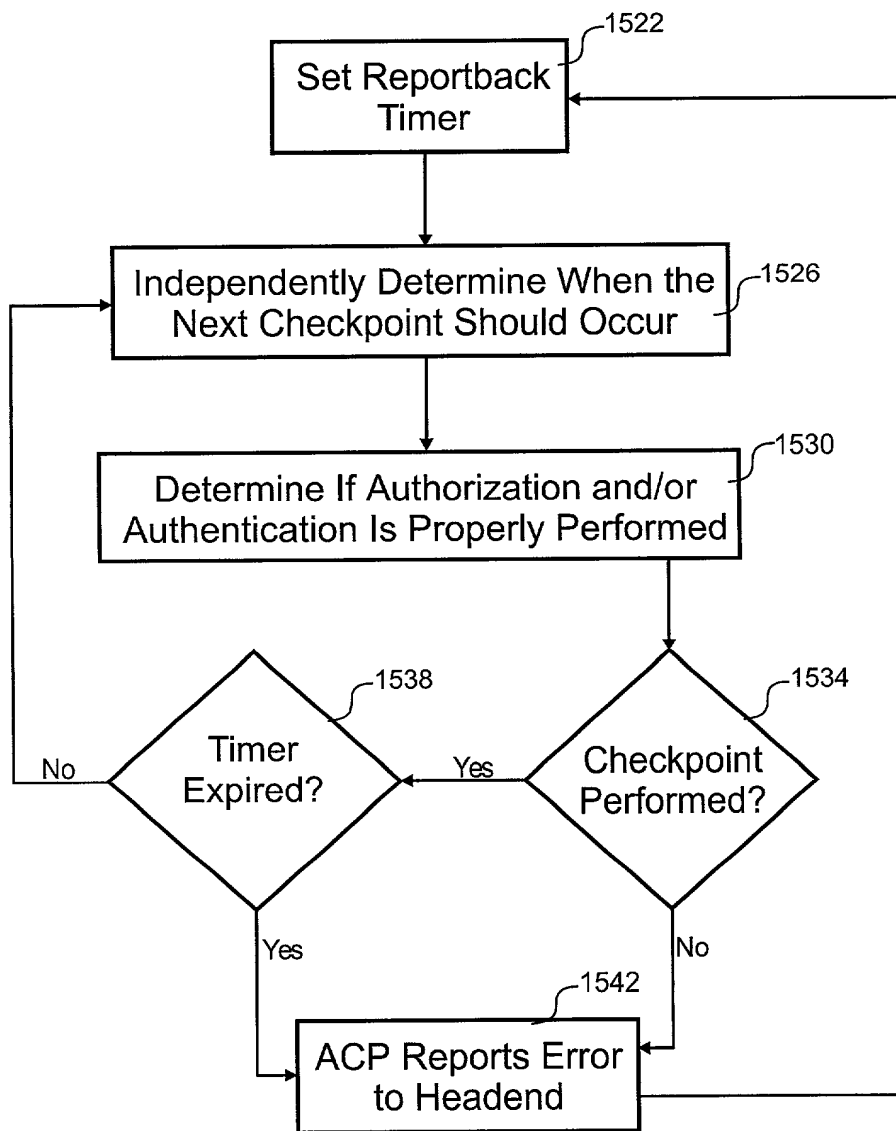 1522
Set Reportback
Timer
Independently Determine When the
Next Checkpoint Should Occur
1526
1530
Determine If Authorization and/or
Authentication Is Properly Performed
1538
Timer
Expired?
No
Yes
1534
Checkpoint
Performed?
Yes
No
1542
ACP Reports Error
to Headend